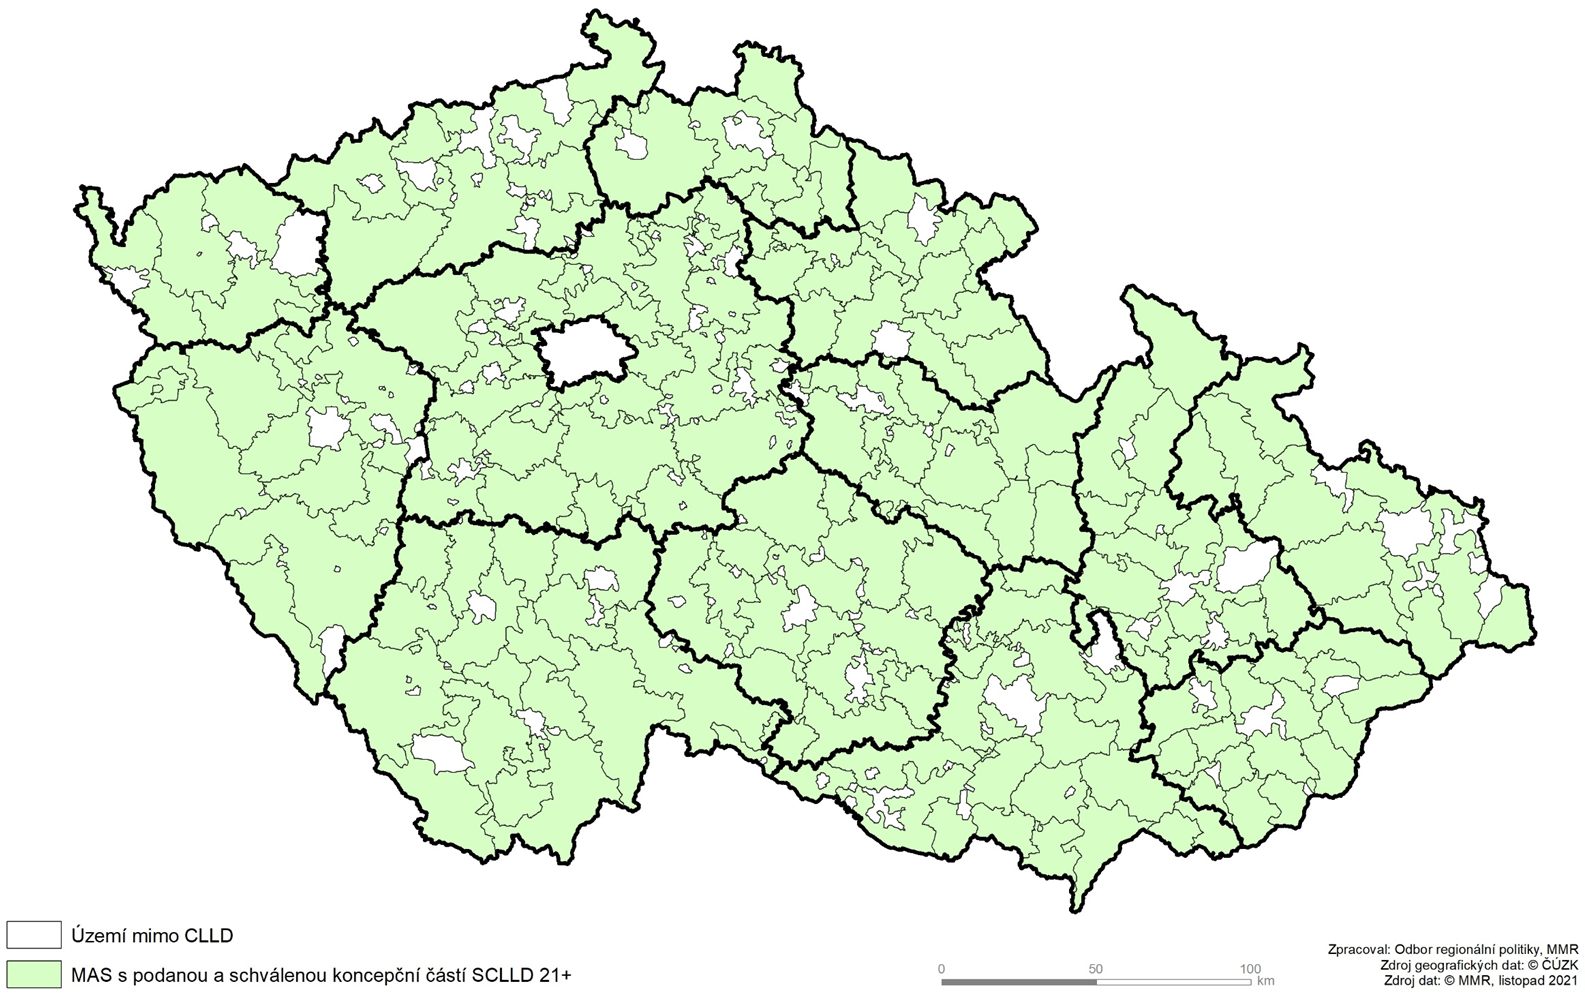 Území mimo CLLD
MAS s podanou a schválenou koncepční částí SCLLD 21+
0 50 100
km
Zpracoval: Odbor regionální politiky, MMR
Zdroj geografických dat: © ČÚZK
Zdroj dat: © MMR, listopad 2021